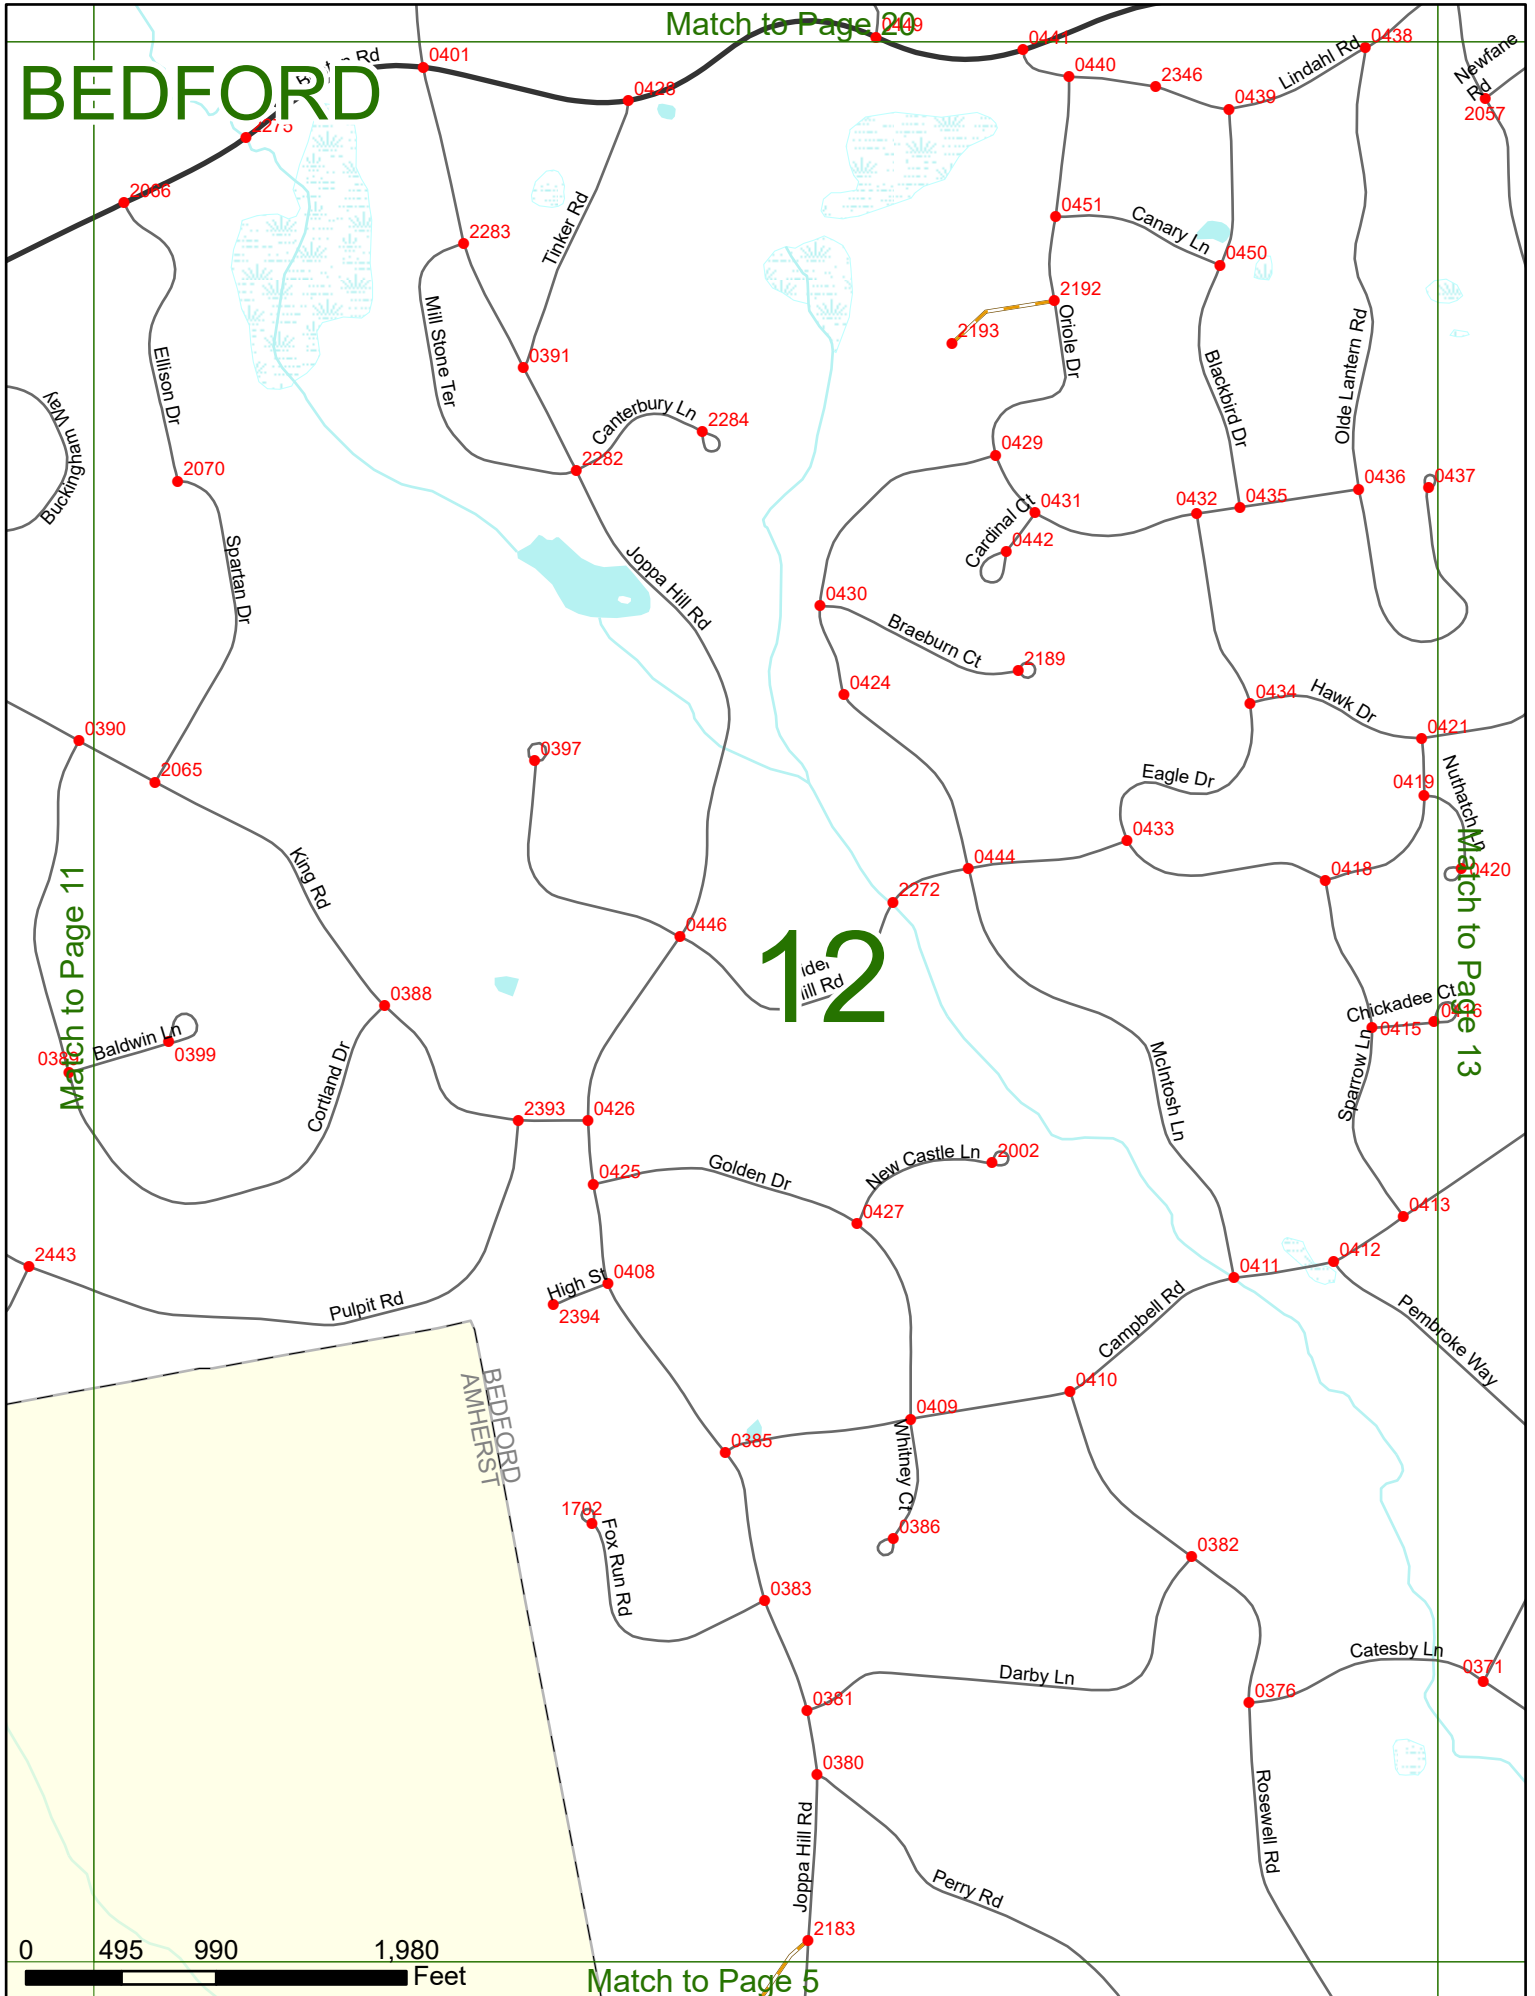 Match to Page 20
BEDFORD
0449
0441
0438
0401
0440
2346
Lindahl Rd
Newfane
Rd
0428
0439
2057
2275
2066
0451
Canary Ln
2283
Tinker Rd
0450
2192
2193
Oriole Dr
Mill Stone Ter
Ellison Dr
0391
Blackbird Dr
Olde Lantern Rd
Buckingham Way
Canterbury Ln
2284
0429
2070
2282
0436
0437
0431
0432
0435
Cardinal Ct
0442
Spartan Dr
Joppa Hill Rd
0430
Braeburn Ct
2189
0424
0434
Hawk Dr
0390
0397
0421
2065
Eagle Dr
0419
Nuthatch Ln
0433
King Rd
0444
0418
0420
Match to Page 11
2272
Match to Page 13
0446
12
ill Rd
0388
Chickadee Ct
0416
0415
Baldwin Ln
0399
0389
Cortland Dr
McIntosh Ln
Sparrow Ln
2393
0426
0425
Golden Dr
New Castle Ln
2002
0427
0413
2443
0412
0408
0411
High St
2394
Pulpit Rd
Campbell Rd
Pembroke Way
BEDFORD
AMHERST
0410
0409
0385
Whitney Ct
1702
0386
Fox Run Rd
0382
0383
Catesby Ln
Darby Ln
0371
0376
0381
0380
Joppa Hill Rd
Rosewell Rd
Perry Rd
2183
0 495 990 1,980
Feet
Match to Page 5